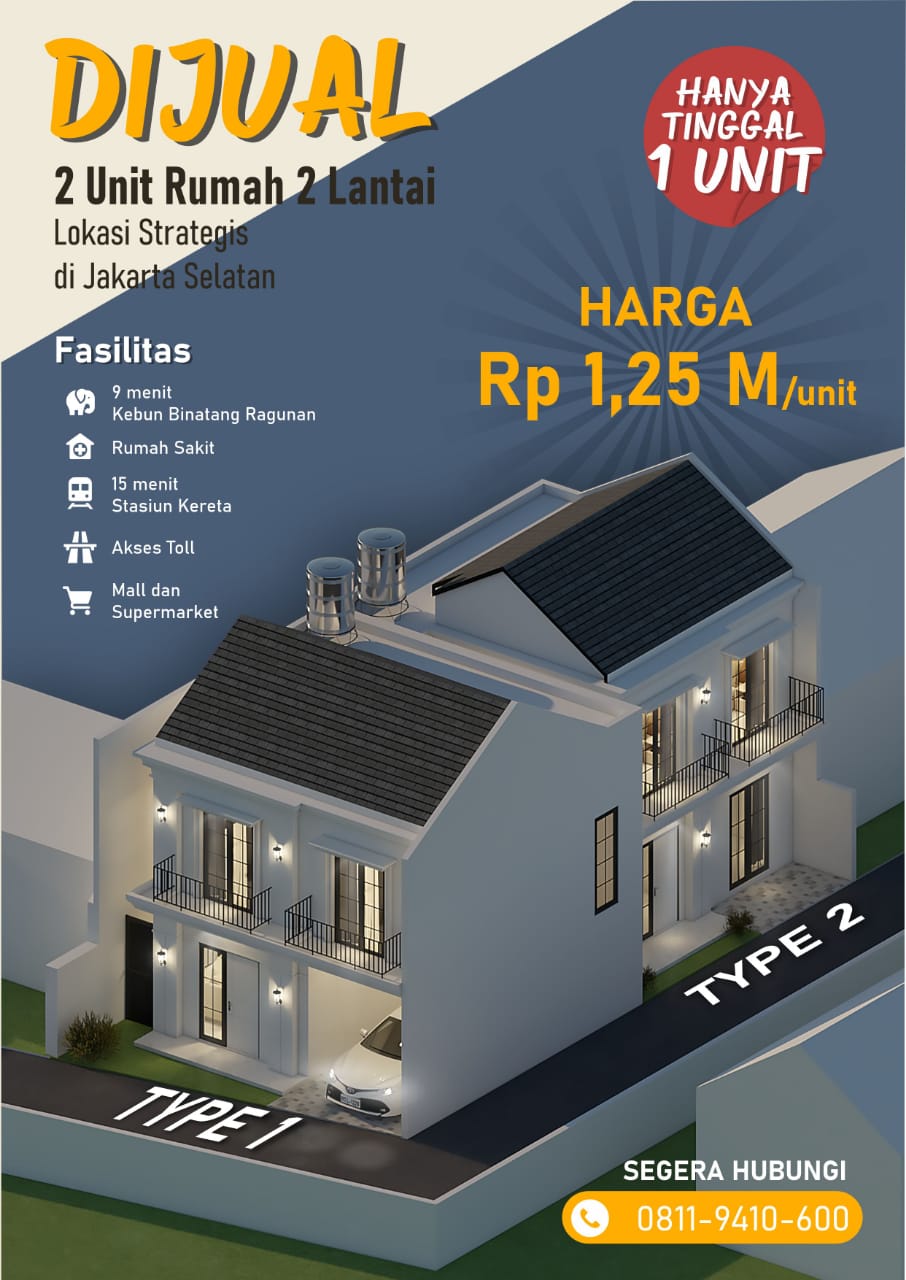 DIJUAL
2 Unit Rumah 2 Lantai
Lokasi Strategis
di Jakarta Selatan
HANYA
TINGGAL
1 UNIT
HARGA
Rp 1,25 M/unit
Fasilitas
9 menit
Kebun Binatang Ragunan
Rumah Sakit
15 menit
Stasiun Kereta
Akses Toll
Mall dan
Supermarket
TYPE 2
TYPE 1
SEGERA HUBUNGI
0811-9410-600